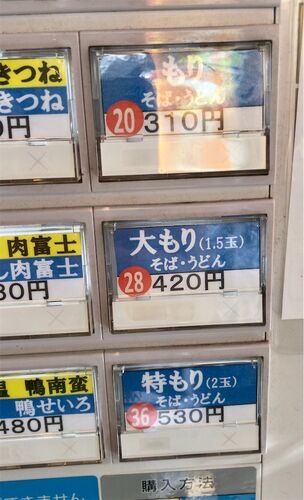 きつね
きつね
0円
もり
そば・うどん
20 310円
肉富士
し肉富士
80円
大もり(1.5玉)
そば・うどん
28 420円
鴨南蛮
鴨せいろ
480円
特もり(2玉)
そば・うどん
36 530円
購入方法